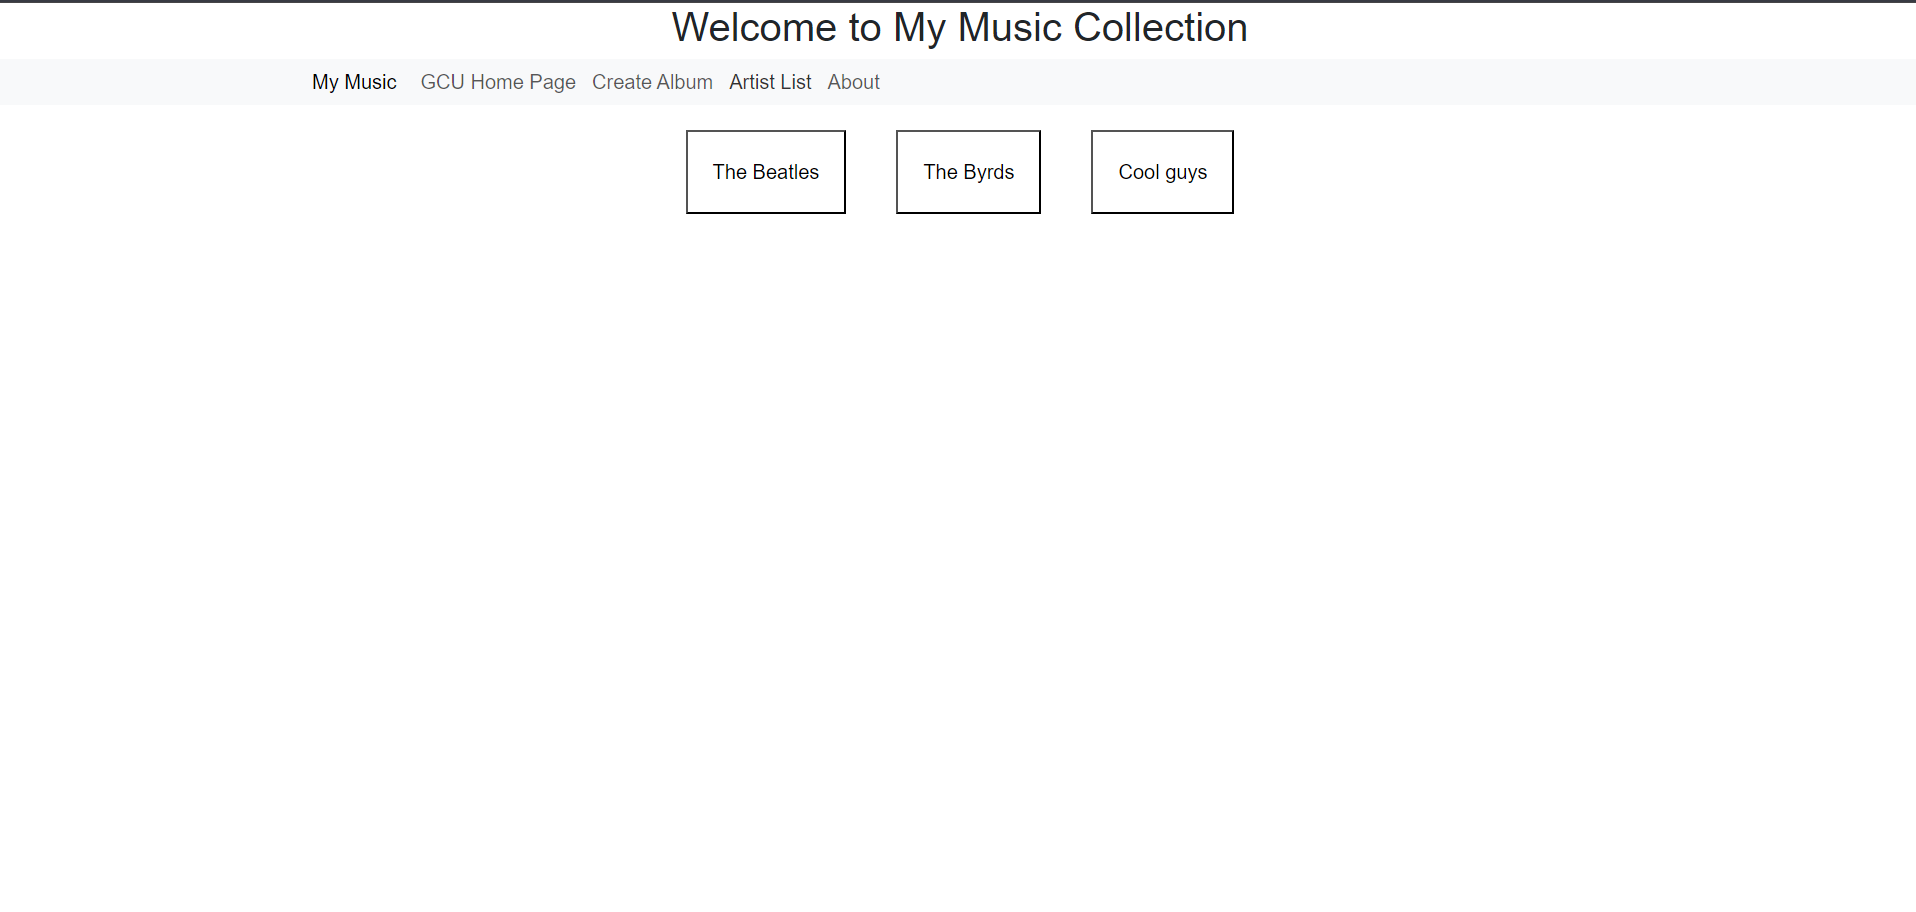 Welcome to My Music Collection
My Music GCU Home Page Create Album Artist List About
The Beatles The Byrds Cool guys